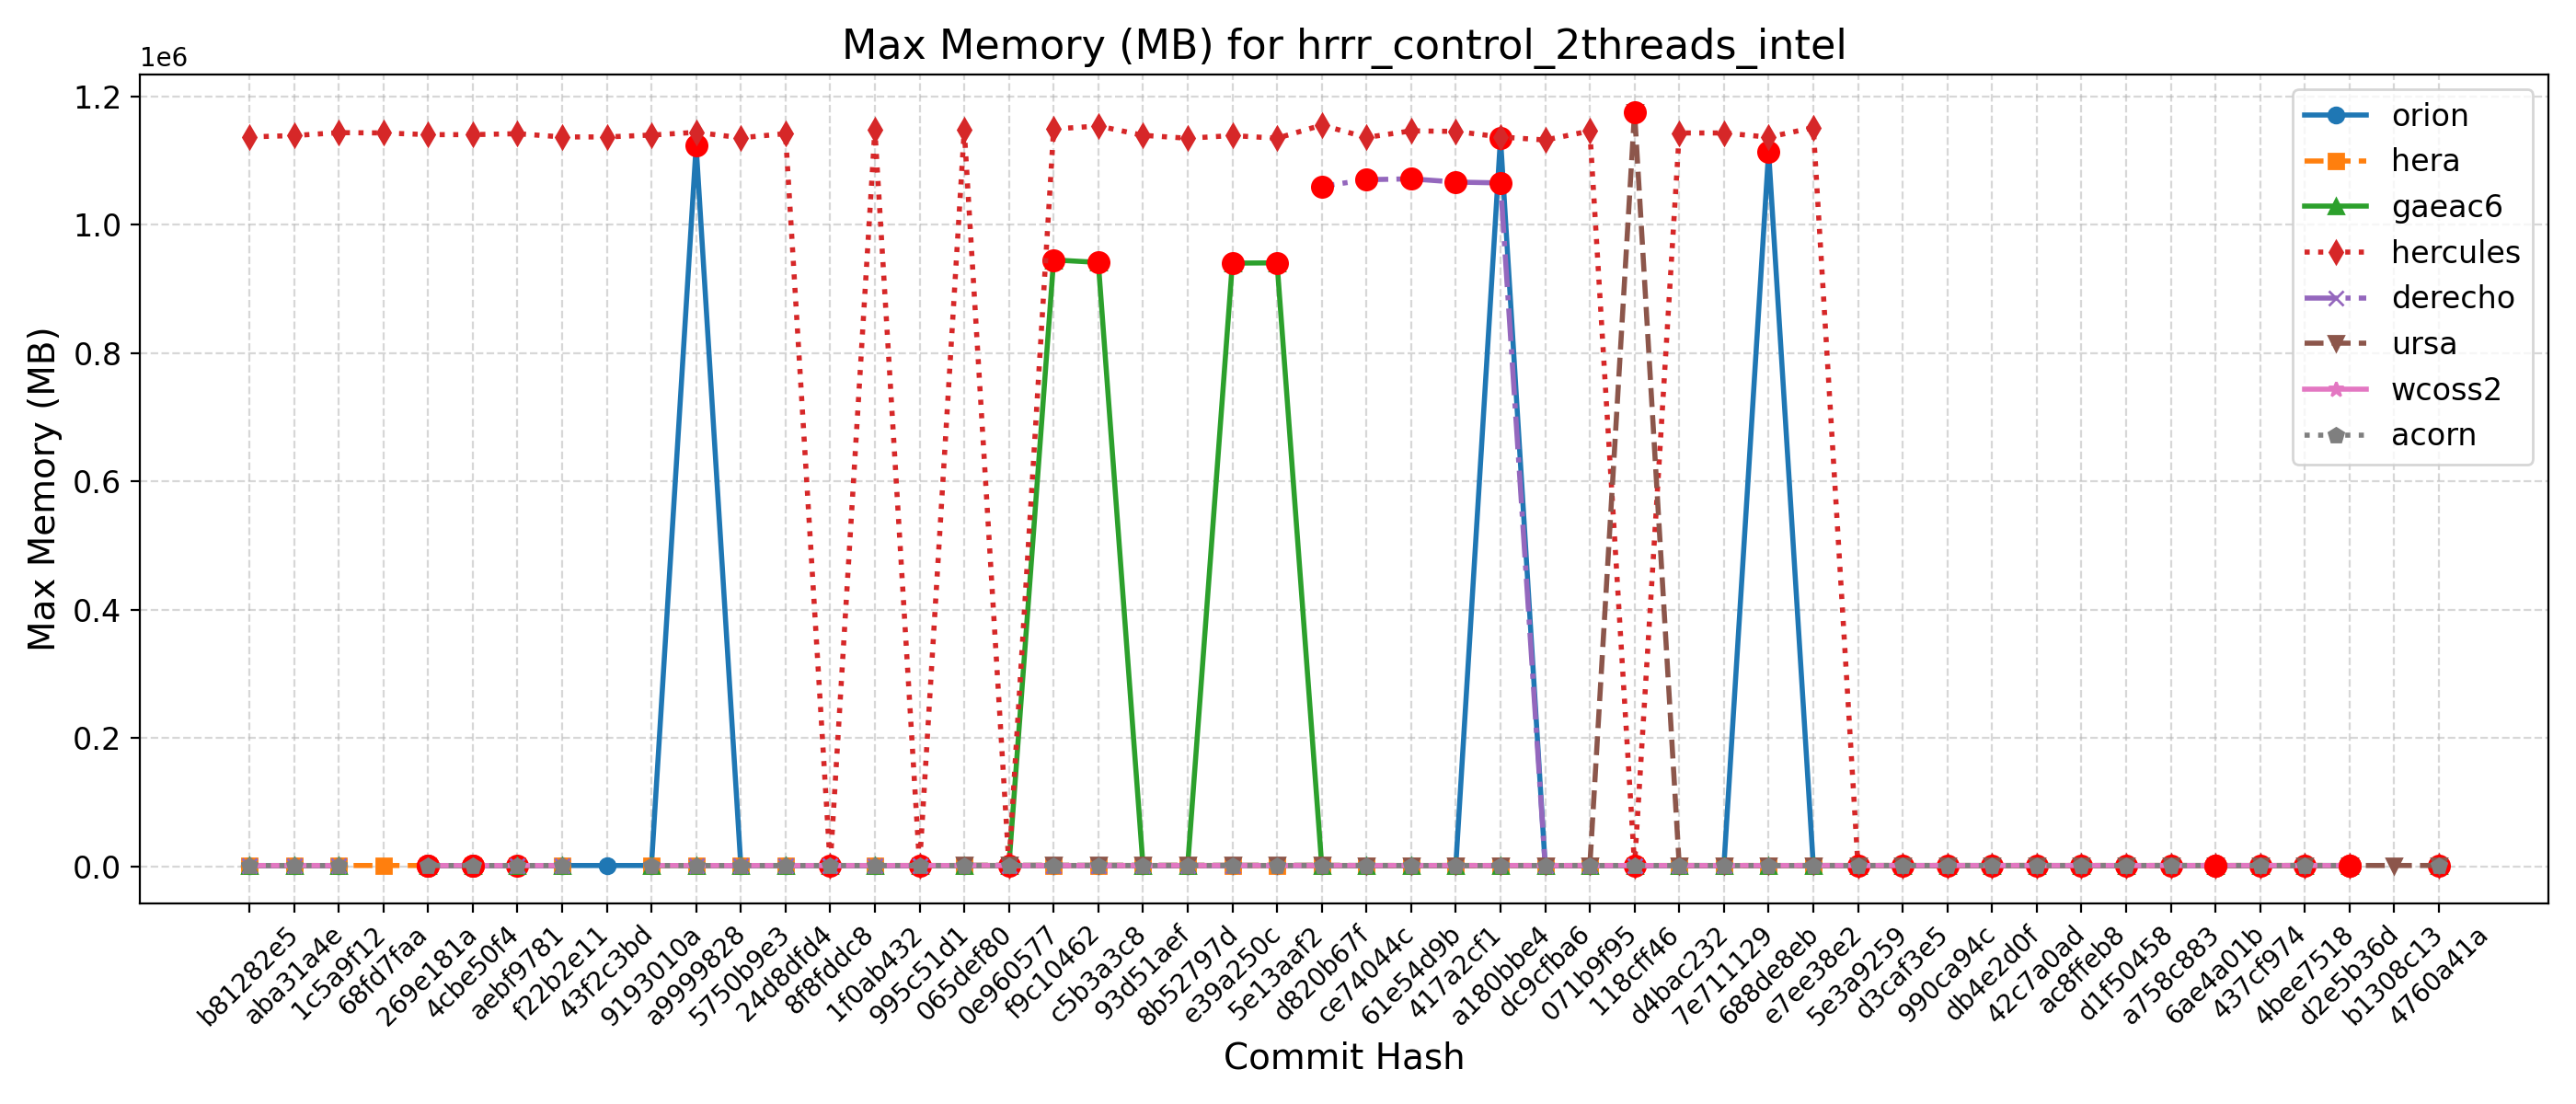 Max Memory (MB) for hrrr_control_2threads_intel
1e6
1.2
1.0
0.8
0.6
0.4
0.2
0.0
Max Memory (MB)
orion
hera
gaeac6
hercules
derecho
ursa
wcoss2
acorn
b81282e5
aba31a4e
1c5a9f12
68fd7faa
269e181a
4cbe50f4
aebf9781
f22b2e11
43f2c3bd
9193010a
a9999828
5750b9e3
24d8dfd4
8f8fddc8
1f0ab432
995c51d1
065def80
0e960577
f9c10462
c5b3a3c8
93d51aef
8b52797d
e39a250c
5e13aaf2
d820b67f
ce74044c
61e54d9b
417a2cf1
a180bbe4
dc9cfba6
071b9f95
118cff46
d4bac232
7e711129
688de8eb
e7ee38e2
5e3a9259
d3caf3e5
990ca94c
db4e2d0f
42c7a0ad
ac8ffeb8
d1f50458
a758c883
6ae4a01b
437cf974
4bee7518
d2e5b36d
b1308c13
4760a41a
Commit Hash